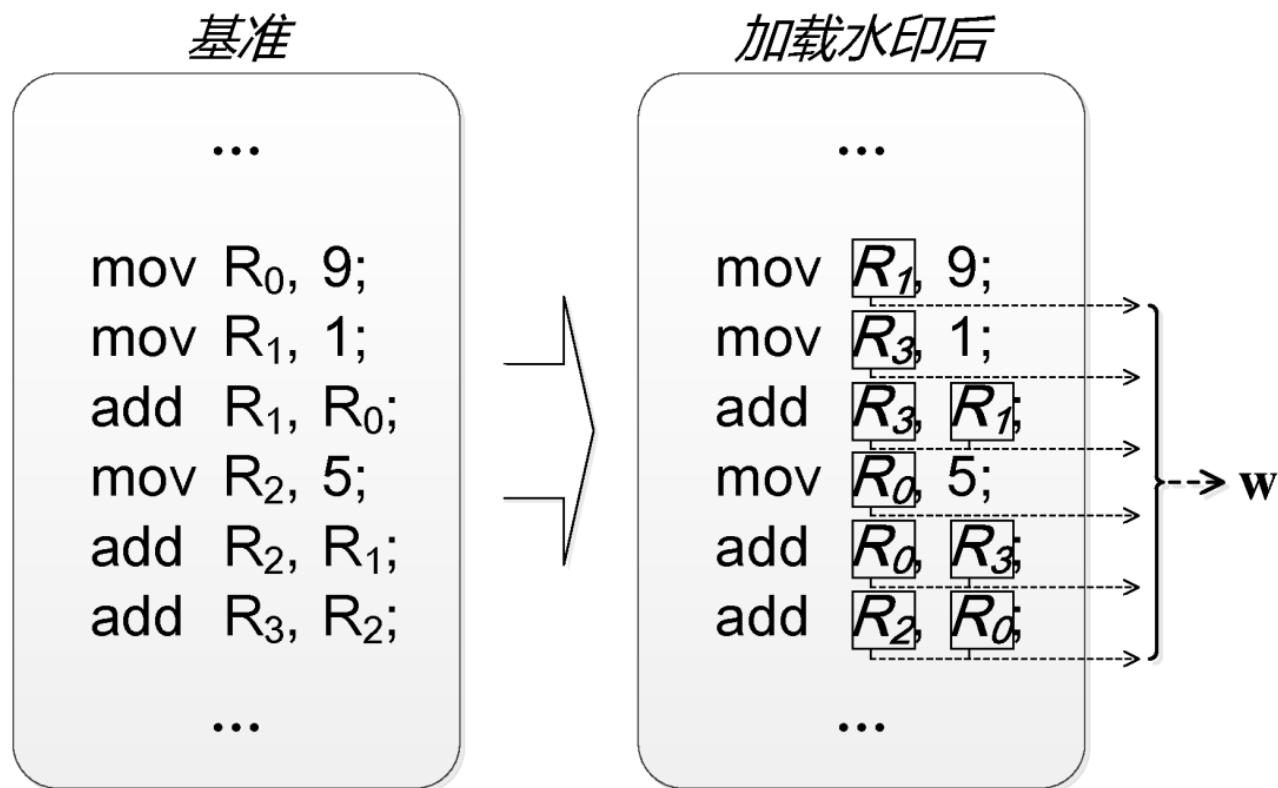 基准
...
mov R₀, 9;
mov R₁, 1;
add R₁, R₀;
mov R₂, 5;
add R₂, R₁;
add R₃, R₂;
...
加载水印后
...
mov R₁, 9;
mov R₃, 1;
add R₃, R₁;
mov R₀, 5;
add R₀, R₃;
add R₂, R₀;
...
w